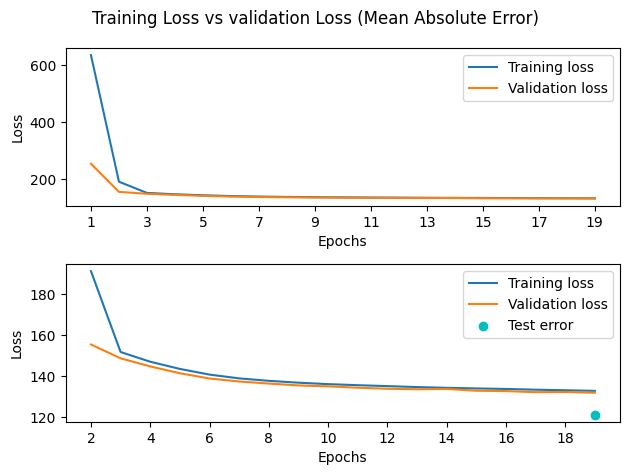 Training Loss vs validation Loss (Mean Absolute Error)
600
400
200
Loss
Training loss
Validation loss
1 3 5 7 9 11 13 15 17 19
Epochs
180
160
140
120
Loss
Training loss
Validation loss
Test error
2 4 6 8 10 12 14 16 18
Epochs